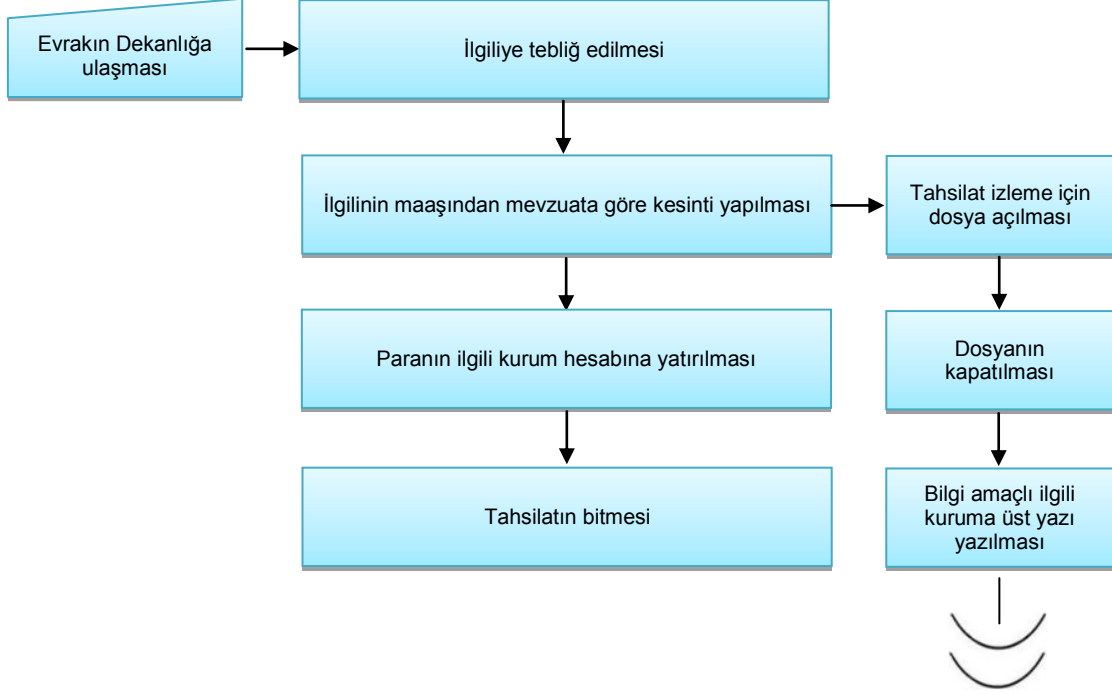 Evrakın Dekanlığa
ulaşması
İlgiliye tebliğ edilmesi
İlgilinin maaşından mevzuata göre kesinti yapılması
Tahsilat izleme için
dosya açılması
Paranın ilgili kurum hesabına yatırılması
Dosyanın
kapatılması
Tahsilatın bitmesi
Bilgi amaçlı ilgili
kuruma üst yazı
yazılması